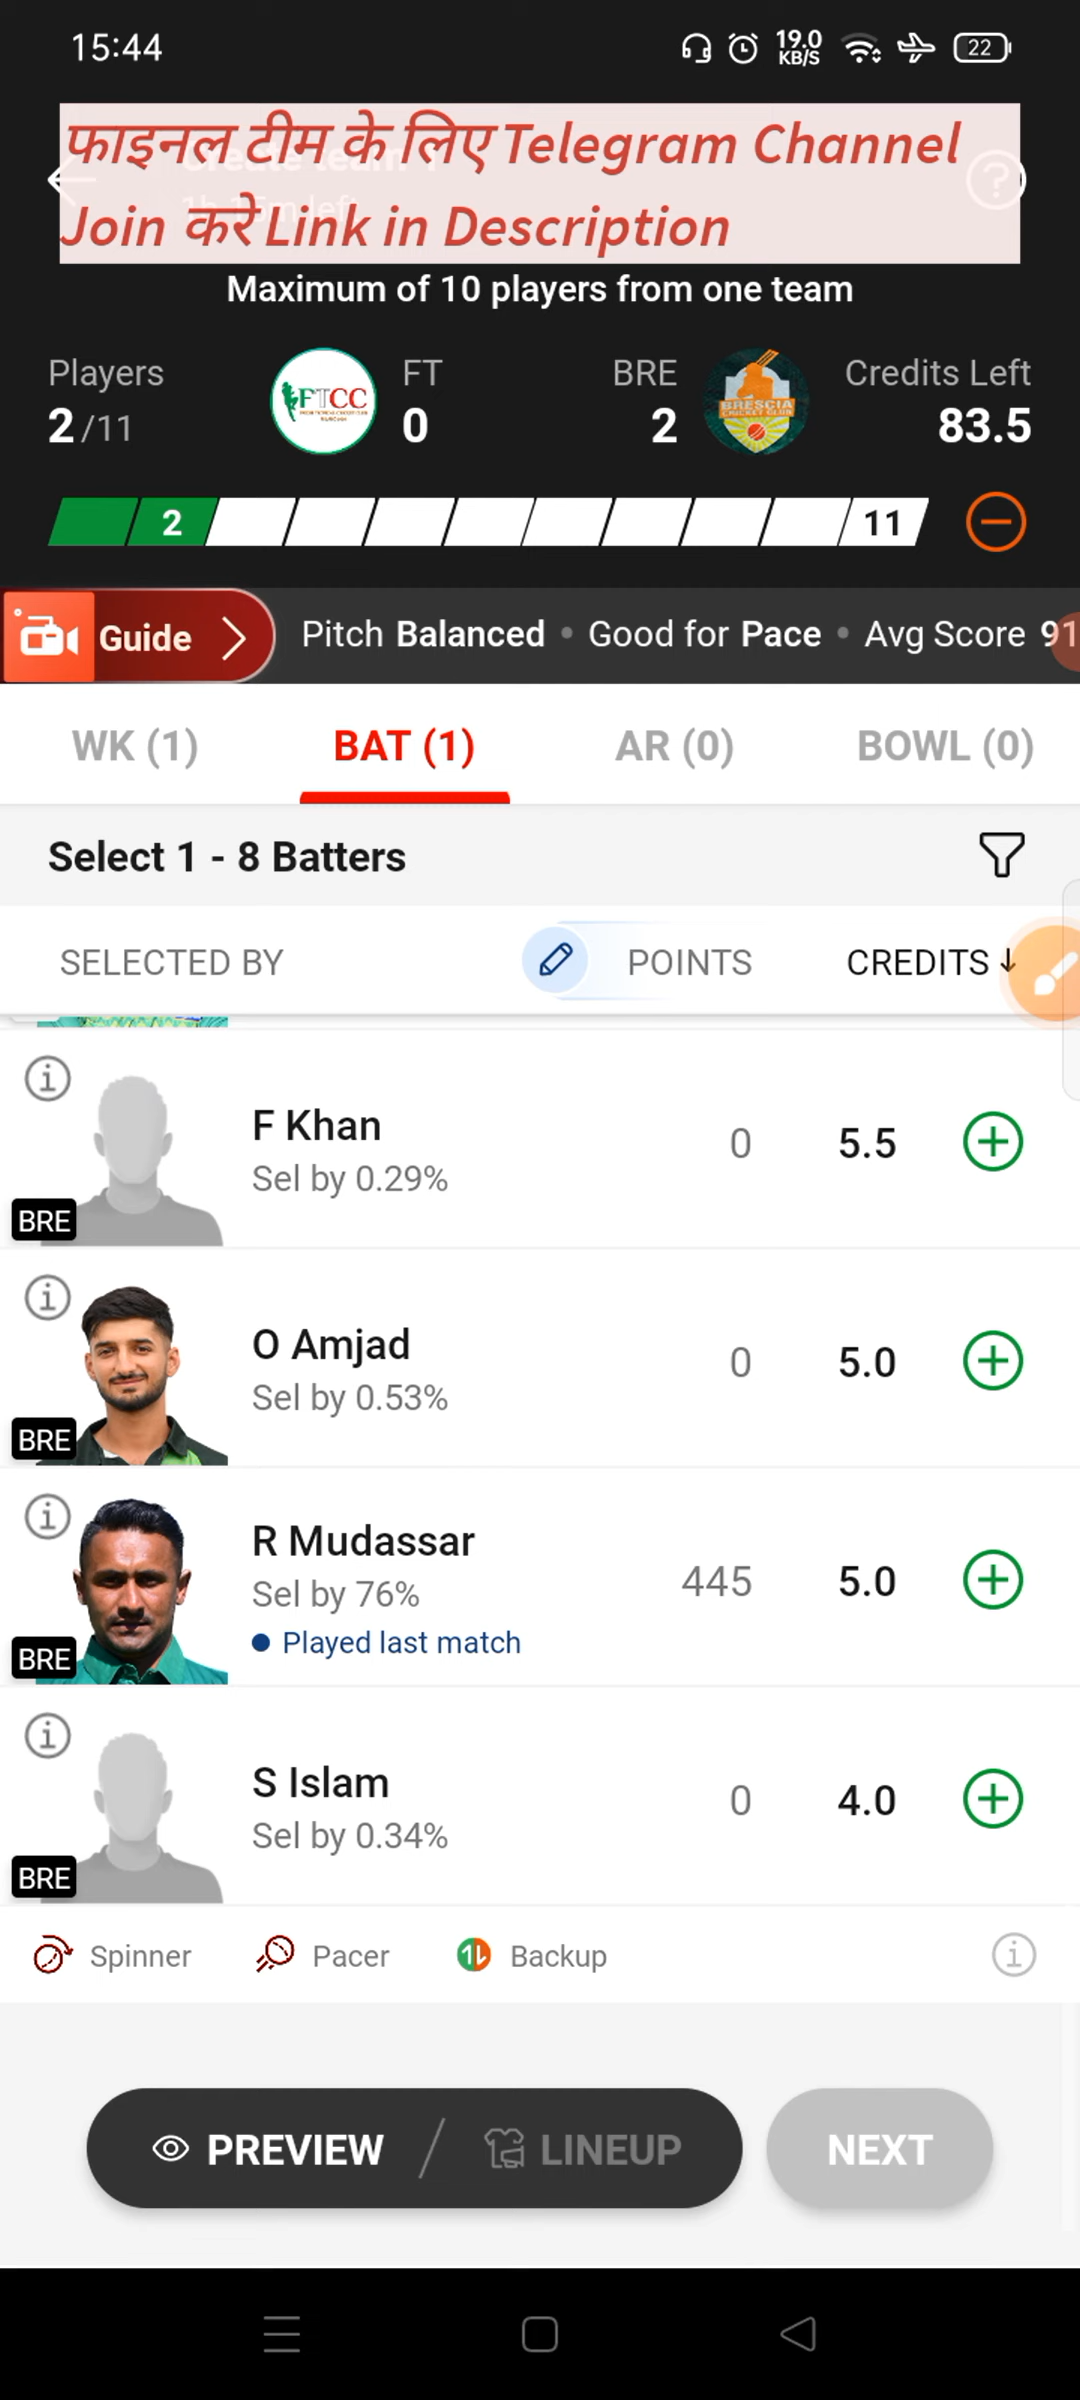 15:44 19.0 KB/S 22
फाइनल टीम के लिए Telegram Channel
Join करे Link in Description
Maximum of 10 players from one team
Players FT BRE Credits Left
2/11 0 2 83.5
FTCC
BRESCIA
2 11
Guide Pitch Balanced • Good for Pace • Avg Score 91
WK (1) BAT (1) AR (0) BOWL (0)
Select 1 - 8 Batters
SELECTED BY POINTS CREDITS ↓
F Khan 0 5.5
Sel by 0.29%
BRE
O Amjad 0 5.0
Sel by 0.53%
BRE
R Mudassar 445 5.0
Sel by 76%
Played last match
BRE
S Islam 0 4.0
Sel by 0.34%
BRE
Spinner Pacer Backup
PREVIEW LINEUP NEXT